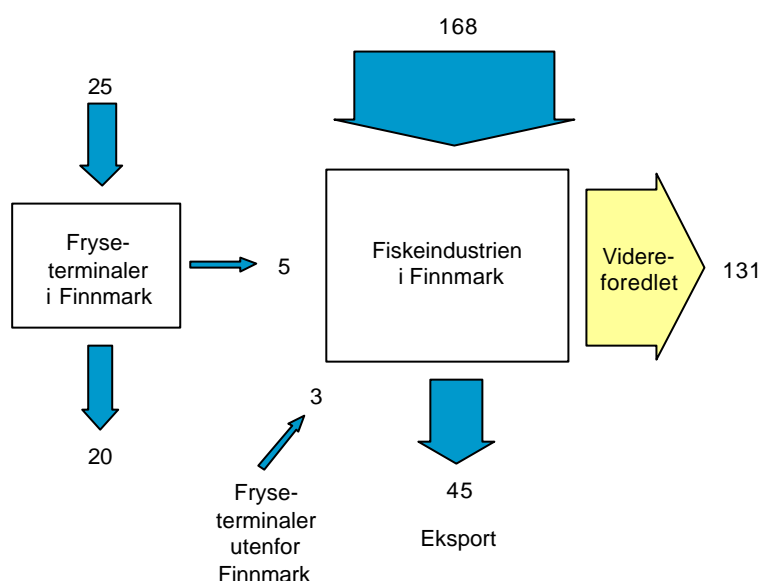 168
25
Fryse-
terminaler
i Finnmark
5
Fiskeindustrien
i Finnmark
Videre-
foredlet
131
20
3
Fryse-
terminaler
utenfor
Finnmark
45
Eksport